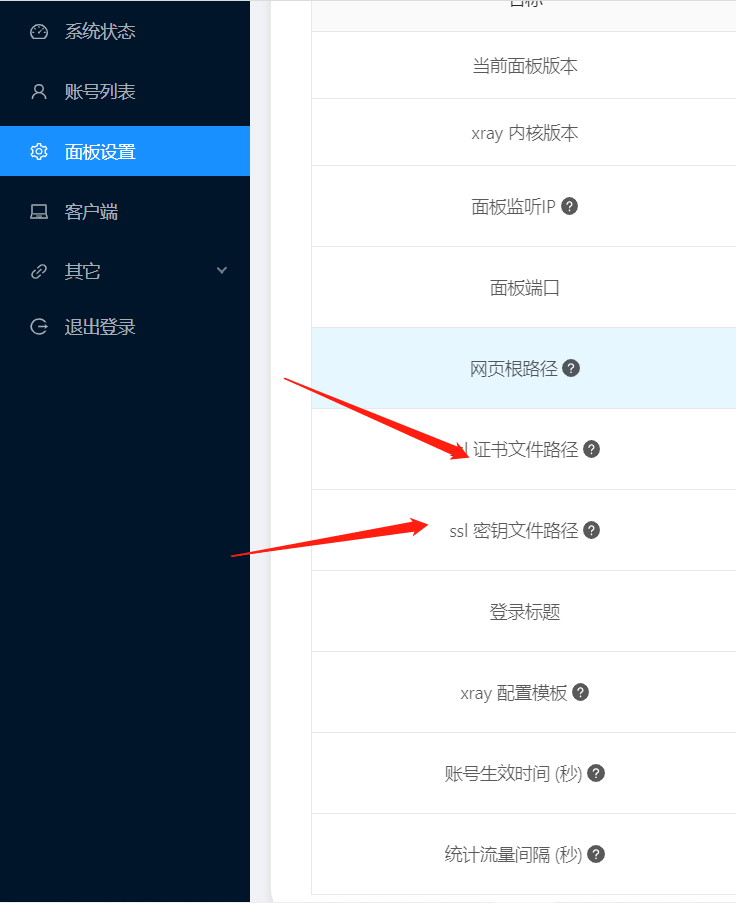 系统状态
账号列表
面板设置
客户端
其它
退出登录
当前面板版本
xray 内核版本
面板监听IP
面板端口
网页根路径
证书文件路径
ssl 密钥文件路径
登录标题
xray 配置模板
账号生效时间 (秒)
统计流量间隔 (秒)